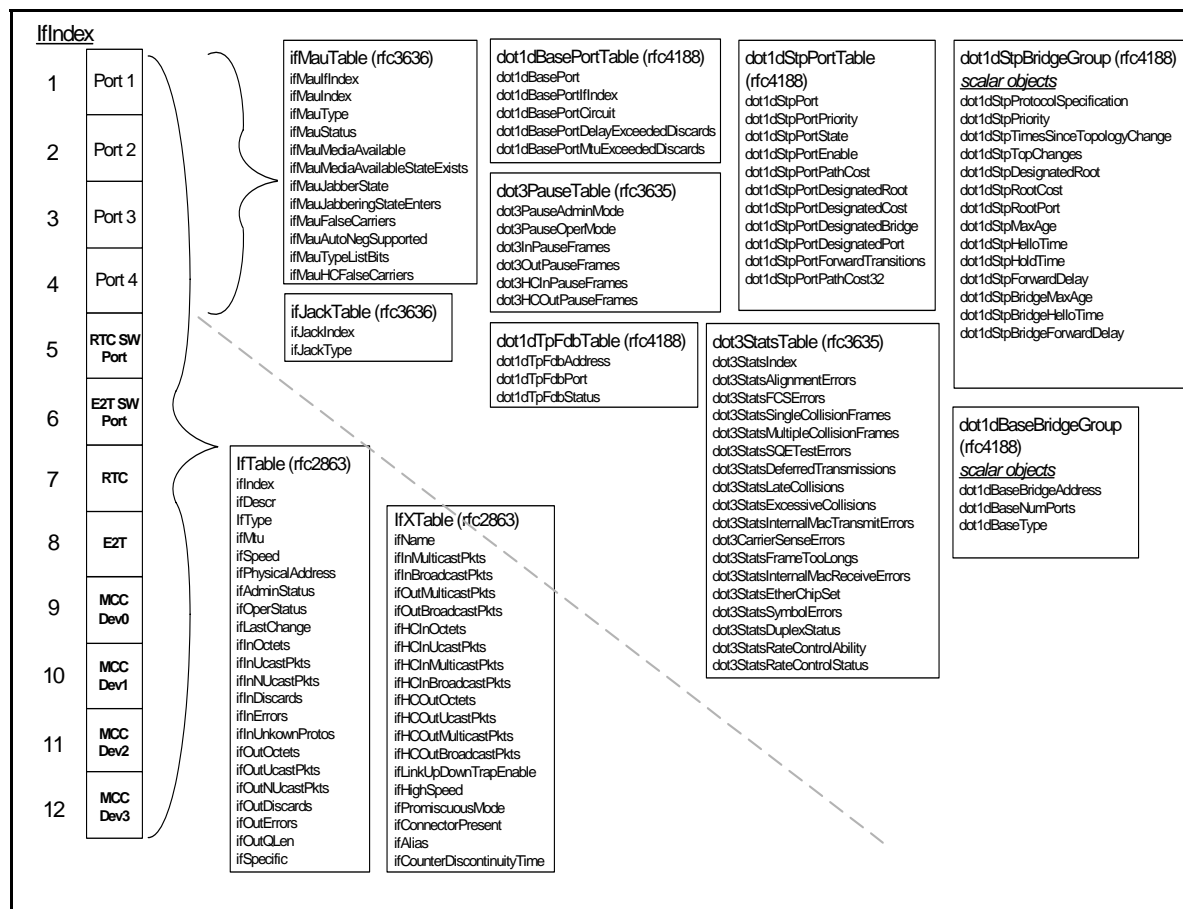 IfIndex
1
Port 1
2
Port 2
3
Port 3
4
Port 4
5
RTC SW
Port
6
E2T SW
Port
7
RTC
8
E2T
9
MCC
Dev0
10
MCC
Dev1
11
MCC
Dev2
12
MCC
Dev3
ifMauTable (rfc3636)
ifMauIfIndex
ifMauIndex
ifMauType
ifMauStatus
ifMauMediaAvailable
ifMauMediaAvailableStateExists
ifMauJabberState
ifMauJabberingStateEnters
ifMauFalseCarriers
ifMauAutoNegSupported
ifMauTypeListBits
ifMauHCFalseCarriers
ifJackTable (rfc3636)
ifJackIndex
ifJackType
dot1dBasePortTable (rfc4188)
dot1dBasePort
dot1dBasePortIfIndex
dot1dBasePortCircuit
dot1dBasePortDelayExceededDiscards
dot1dBasePortMtuExceededDiscards
dot3PauseTable (rfc3635)
dot3PauseAdminMode
dot3PauseOperMode
dot3InPauseFrames
dot3OutPauseFrames
dot3HCInPauseFrames
dot3HCOutPauseFrames
dot1dTpFdbTable (rfc4188)
dot1dTpFdbAddress
dot1dTpFdbPort
dot1dTpFdbStatus
dot1dStpPortTable
(rfc4188)
dot1dStpPort
dot1dStpPortPriority
dot1dStpPortState
dot1dStpPortEnable
dot1dStpPortPathCost
dot1dStpPortDesignatedRoot
dot1dStpPortDesignatedCost
dot1dStpPortDesignatedBridge
dot1dStpPortDesignatedPort
dot1dStpPortForwardTransitions
dot1dStpPortPathCost32
dot1dStpBridgeGroup (rfc4188)
scalar objects
dot1dStpProtocolSpecification
dot1dStpPriority
dot1dStpTimesSinceTopologyChange
dot1dStpTopChanges
dot1dStpDesignatedRoot
dot1dStpRootCost
dot1dStpRootPort
dot1dStpMaxAge
dot1dStpHelloTime
dot1dStpHoldTime
dot1dStpForwardDelay
dot1dStpBridgeMaxAge
dot1dStpBridgeHelloTime
dot1dStpBridgeForwardDelay
dot3StatsTable (rfc3635)
dot3StatsIndex
dot3StatsAlignmentErrors
dot3StatsFCSErrors
dot3StatsSingleCollisionFrames
dot3StatsMultipleCollisionFrames
dot3StatsSQETestErrors
dot3StatsDeferredTransmissions
dot3StatsLateCollisions
dot3StatsExcessiveCollisions
dot3StatsInternalMacTransmitErrors
dot3CarrierSenseErrors
dot3StatsFrameTooLongs
dot3StatsInternalMacReceiveErrors
dot3StatsEtherChipSet
dot3StatsSymbolErrors
dot3StatsDuplexStatus
dot3StatsRateControlAbility
dot3StatsRateControlStatus
dot1dBaseBridgeGroup
(rfc4188)
scalar objects
dot1dBaseBridgeAddress
dot1dBaseNumPorts
dot1dBaseType
IfTable (rfc2863)
ifIndex
ifDescr
IfType
ifMtu
ifSpeed
ifPhysicalAddress
ifAdminStatus
ifOperStatus
ifLastChange
ifInOctets
ifInUcastPkts
ifInNUcastPkts
ifInDiscards
ifInErrors
ifInUnkownProtos
ifOutOctets
ifOutUcastPkts
ifOutNUcastPkts
ifOutDiscards
ifOutErrors
ifOutQLen
ifSpecific
IfXTable (rfc2863)
ifName
ifInMulticastPkts
ifInBroadcastPkts
ifOutMulticastPkts
ifOutBroadcastPkts
ifHCInOctets
ifHCInUcastPkts
ifHCInMulticastPkts
ifHCInBroadcastPkts
ifHCOutOctets
ifHCOutUcastPkts
ifHCOutMulticastPkts
ifHCOutBroadcastPkts
ifLinkUpDownTrapEnable
ifHighSpeed
ifPromiscuousMode
ifConnectorPresent
ifAlias
ifCounterDiscontinuityTime